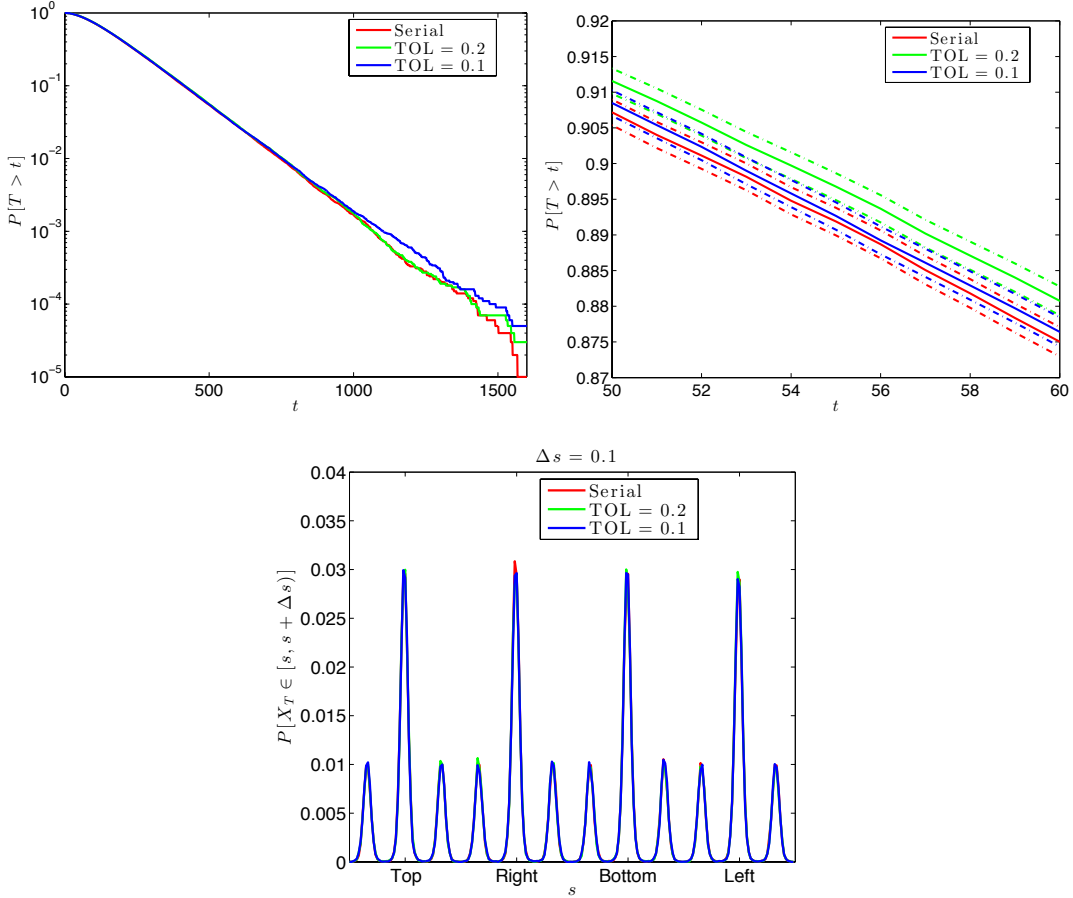 10^0
10^-1
10^-2
10^-3
10^-4
10^-5
P[T > t]
0
500
1000
1500
t
Serial
TOL = 0.2
TOL = 0.1
0.92
0.915
0.91
0.905
0.9
0.895
0.89
0.885
0.88
0.875
0.87
P[T > t]
50
52
54
56
58
60
t
Serial
TOL = 0.2
TOL = 0.1
Δs = 0.1
0.04
0.035
0.03
0.025
0.02
0.015
0.01
0.005
0
P[X_T ∈ [s, s + Δs)]
Top
Right
Bottom
Left
s
Serial
TOL = 0.2
TOL = 0.1